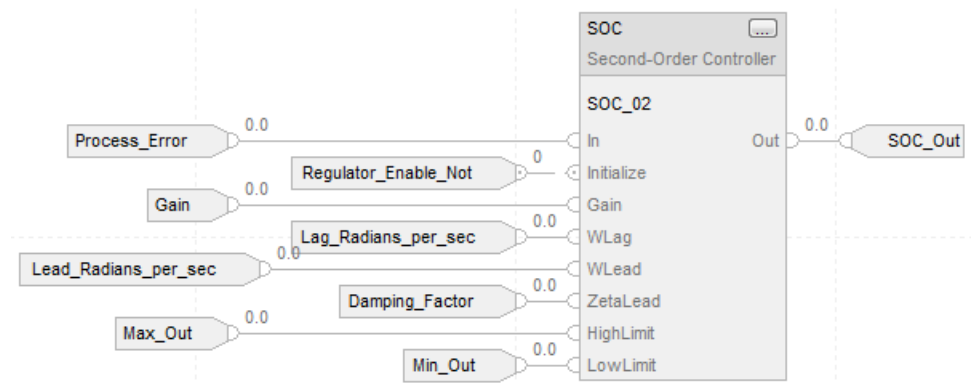 SOC ...
Second-Order Controller
SOC_02
Process_Error 0.0 In Out 0.0 SOC_Out
Regulator_Enable_Not 0 Initialize
Gain 0.0 Gain
Lag_Radians_per_sec 0.0 WLag
Lead_Radians_per_sec 0.0 WLead
Damping_Factor 0.0 ZetaLead
Max_Out 0.0 HighLimit
Min_Out 0.0 LowLimit